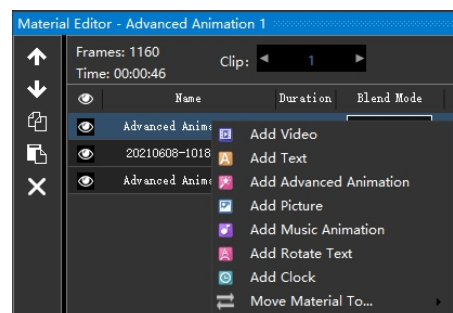 Material Editor - Advanced Animation 1
Frames: 1160
Time: 00:00:46
Clip: 1
Name Duration Blend Mode
Advanced Anima
20210608-1018
Advanced Anima
Add Video
Add Text
Add Advanced Animation
Add Picture
Add Music Animation
Add Rotate Text
Add Clock
Move Material To...